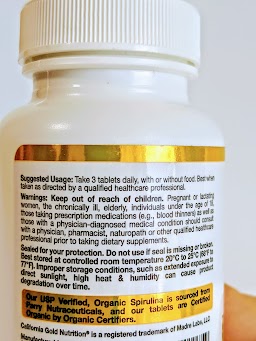 Suggested Usage: Take 3 tablets daily, with or without food. Best when
taken as directed by a qualified healthcare professional.
Warnings: Keep out of reach of children. Pregnant or lactating
women, the chronically ill, elderly, individuals under the age of 18,
those taking prescription medications (e.g., blood thinners) as well as
those with a physician-diagnosed medical condition should consult
with a physician, pharmacist, naturopath or other qualified healthcare
professional prior to taking dietary supplements.
Sealed for your protection. Do not use if seal is missing or broken.
Best stored at controlled room temperature 20°C to 25°C (68°F to
77°F). Improper storage conditions, such as extended exposure to
direct sunlight, high heat & humidity can cause product
degradation over time.
Our USP Verified, Organic Spirulina is sourced from
Parry Nutraceuticals, and our tablets are Certified
Organic by Organic Certifiers.
California Gold Nutrition® is a registered trademark of Madre Labs, LLC